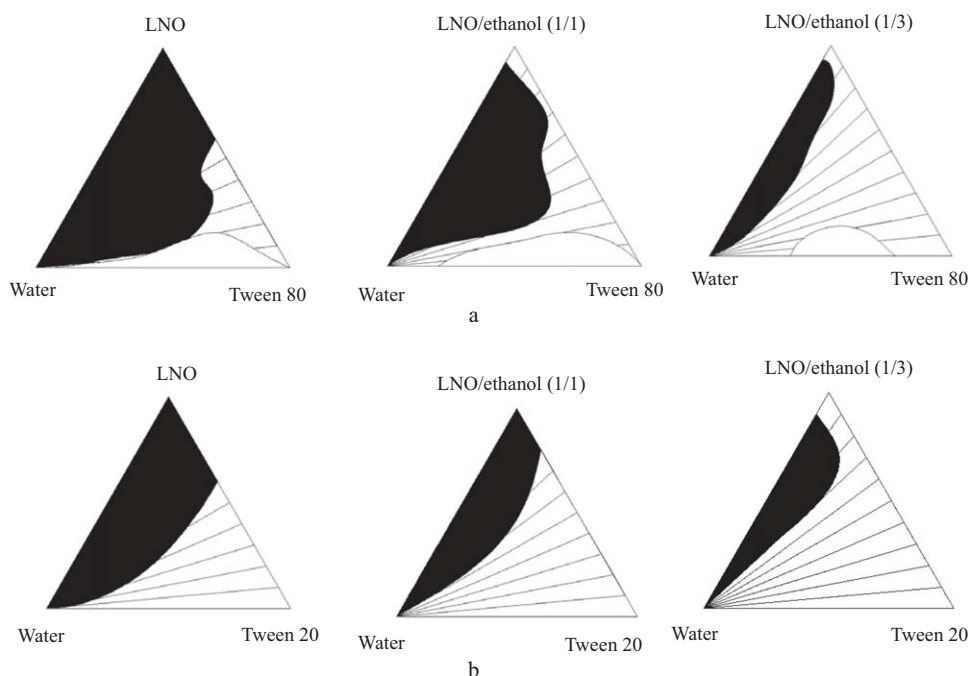 LNO
LNO/ethanol (1/1)
LNO/ethanol (1/3)
Water
Tween 80
Water
Tween 80
Water
Tween 80
a
LNO
LNO/ethanol (1/1)
LNO/ethanol (1/3)
Water
Tween 20
Water
Tween 20
Water
Tween 20
b